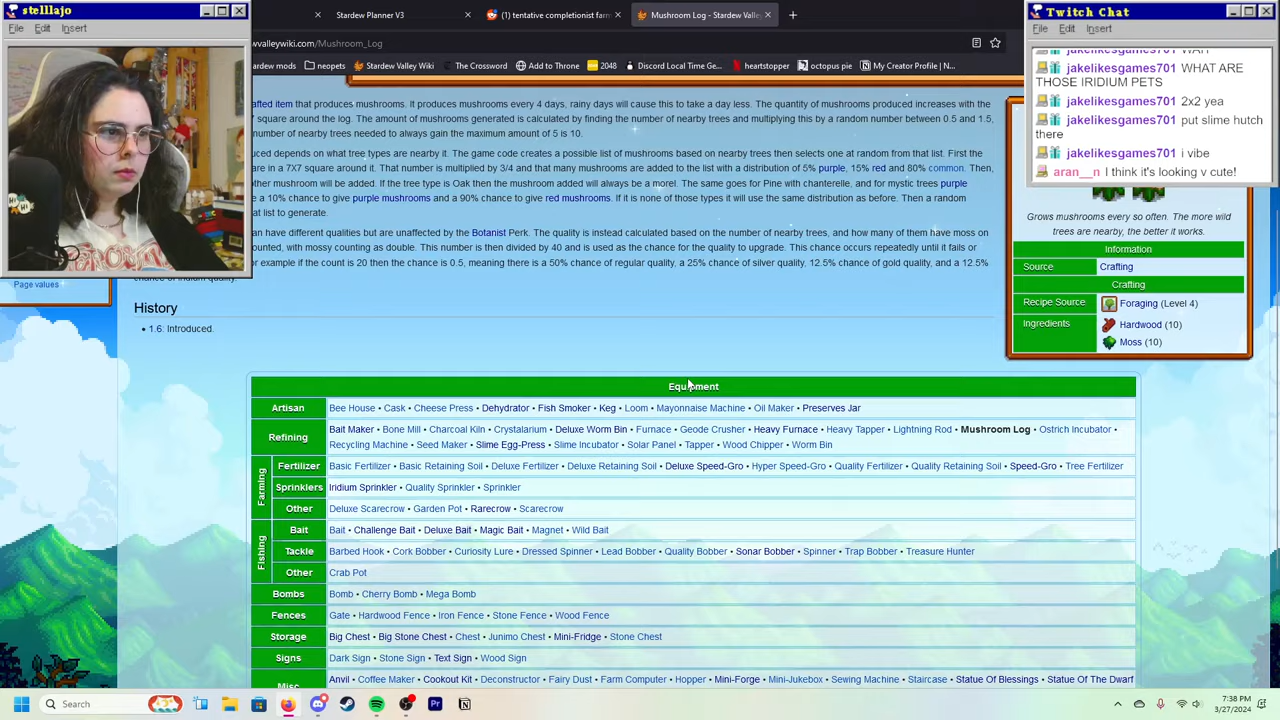 stelllajo
File Edit Insert
Stardew
Mushroom Log
vvalleywiki.com/Mushroom_Log
ardew mods
Stardew Valley Wiki
The word
Add to Throne
2048
Discord Local Time Ge...
heartstopper
octopus pie
My Creator Profile | N...
Twitch Chat
File Edit Insert
jakelikesgames701 WHAT ARE
THOSE IRIDIUM PETS
jakelikesgames701 2x2 yea
jakelikesgames701 put slime hutch
there
jakelikesgames701 i vibe
aran__n I think it's looking v cute!
afted item that produces mushrooms. It produces mushrooms every 4 days, rainy days will cause this to take a day less. The quantity of mushrooms produced increases with the
square around the log. The amount of mushrooms generated is calculated by finding the number of nearby trees and multiplying this by a random number between 0.5 and 1.5,
number of nearby trees needed to always gain the maximum amount of 5 is 10.
uced depends on what tree types are nearby it. The game code creates a possible list of mushrooms based on nearby trees then selects one at random from that list. First the
in a 7X7 square around it. That number is multiplied by 3/4 and that many mushrooms are added to the list with a distribution of 5% purple, 15% red and 80% common. Then,
other mushroom will be added. If the tree type is Oak then the mushroom added will always be a morel. The same goes for Pine with chanterelle, and for mystic trees purple
e a 10% chance to give purple mushrooms and a 90% chance to give red mushrooms. If it is none of those types it will use the same distribution as before. Then a random
at list to generate.
an have different qualities but are unaffected by the Botanist Perk. The quality is instead calculated based on the number of nearby trees, and how many of them have moss on
ounted, with mossy counting as double. This number is then divided by 40 and is used as the chance for the quality to upgrade. This chance occurs repeatedly until it fails or
or example if the count is 20 then the chance is 0.5, meaning there is a 50% chance of regular quality, a 25% chance of silver quality, 12.5% chance of gold quality, and a 12.5%
chance of iridium quality.
Page values
Grows mushrooms every so often. The more wild
trees are nearby, the better it works.
Information
Source Crafting
Crafting
Recipe Source Foraging (Level 4)
Ingredients Hardwood (10)
Moss (10)
History
• 1.6: Introduced.
Equipment
Artisan Bee House • Cask • Cheese Press • Dehydrator • Fish Smoker • Keg • Loom • Mayonnaise Machine • Oil Maker • Preserves Jar
Refining Bait Maker • Bone Mill • Charcoal Kiln • Crystalarium • Deluxe Worm Bin • Furnace • Geode Crusher • Heavy Furnace • Heavy Tapper • Lightning Rod • Mushroom Log • Ostrich Incubator •
Recycling Machine • Seed Maker • Slime Egg-Press • Slime Incubator • Solar Panel • Tapper • Wood Chipper • Worm Bin
Farming
Fertilizer Basic Fertilizer • Basic Retaining Soil • Deluxe Fertilizer • Deluxe Retaining Soil • Deluxe Speed-Gro • Hyper Speed-Gro • Quality Fertilizer • Quality Retaining Soil • Speed-Gro • Tree Fertilizer
Sprinklers Iridium Sprinkler • Quality Sprinkler • Sprinkler
Other Deluxe Scarecrow • Garden Pot • Rarecrow • Scarecrow
Fishing
Bait Bait • Challenge Bait • Deluxe Bait • Magic Bait • Magnet • Wild Bait
Tackle Barbed Hook • Cork Bobber • Curiosity Lure • Dressed Spinner • Lead Bobber • Quality Bobber • Sonar Bobber • Spinner • Trap Bobber • Treasure Hunter
Other Crab Pot
Bombs Bomb • Cherry Bomb • Mega Bomb
Fences Gate • Hardwood Fence • Iron Fence • Stone Fence • Wood Fence
Storage Big Chest • Big Stone Chest • Chest • Junimo Chest • Mini-Fridge • Stone Chest
Signs Dark Sign • Stone Sign • Text Sign • Wood Sign
Misc Anvil • Coffee Maker • Cookout Kit • Deconstructor • Fairy Dust • Farm Computer • Hopper • Mini-Forge • Mini-Jukebox • Sewing Machine • Staircase • Statue Of Blessings • Statue Of The Dwarf
Search
7:38 PM
3/27/2024